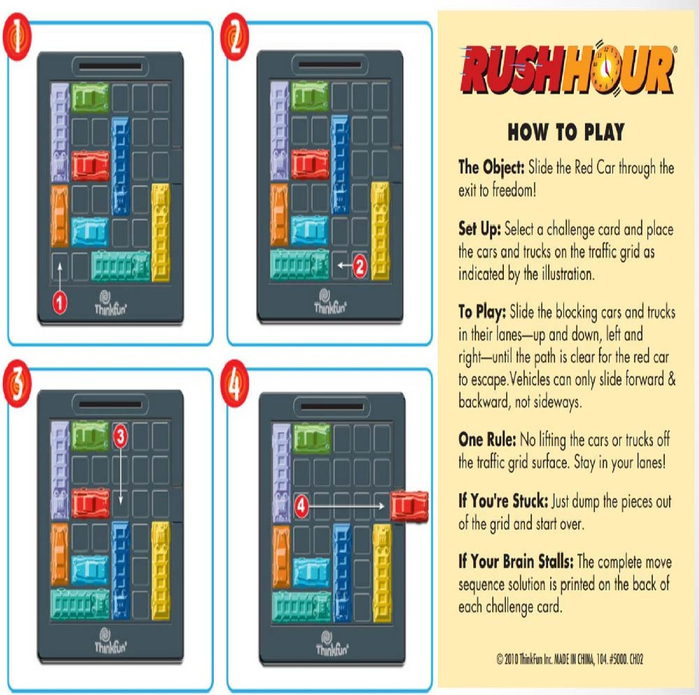 1
2
Thinkfun®
1
Thinkfun®
2
3
4
Thinkfun®
3
Thinkfun®
4
RUSH HOUR®
HOW TO PLAY
The Object: Slide the Red Car through the
exit to freedom!
Set Up: Select a challenge card and place
the cars and trucks on the traffic grid as
indicated by the illustration.
To Play: Slide the blocking cars and trucks
in their lanes—up and down, left and
right—until the path is clear for the red car
to escape.Vehicles can only slide forward &
backward, not sideways.
One Rule: No lifting the cars or trucks off
the traffic grid surface. Stay in your lanes!
If You're Stuck: Just dump the pieces out
of the grid and start over.
If Your Brain Stalls: The complete move
sequence solution is printed on the back of
each challenge card.
© 2010 ThinkFun Inc. MADE IN CHINA, 104. #5000. CH02